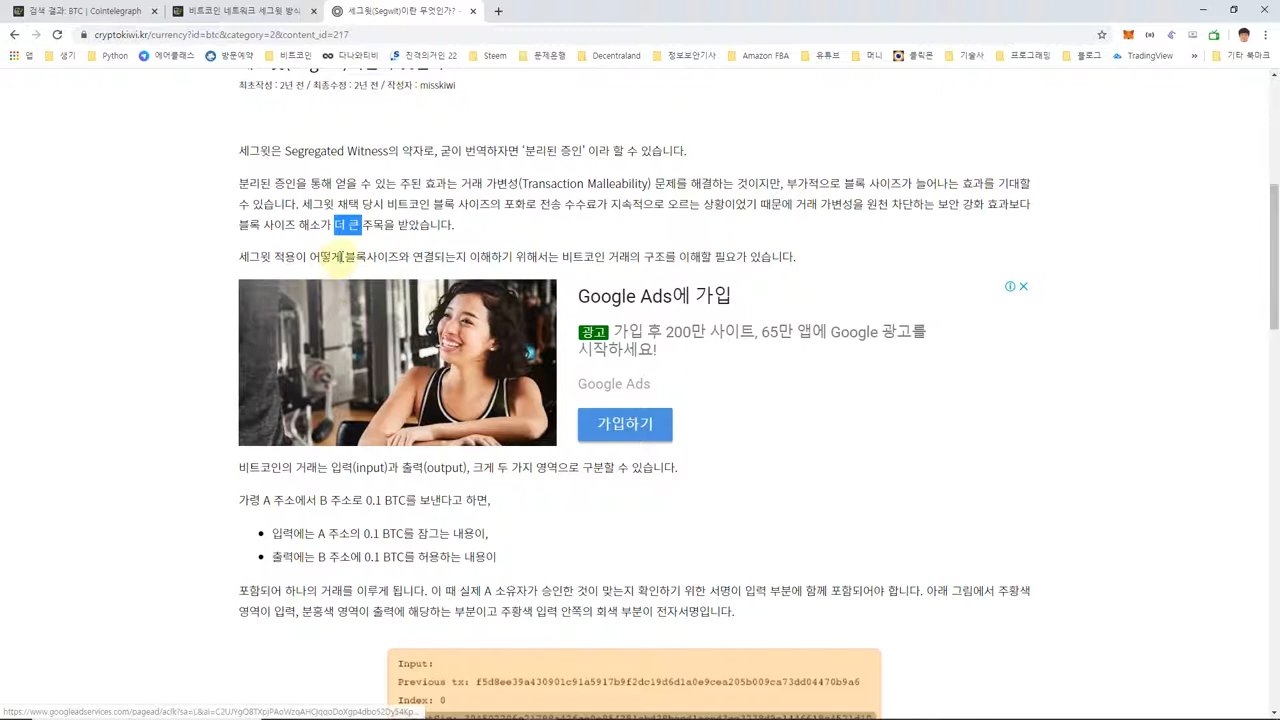 검색 결과: BTC | Cointelegraph
비트코인 네트워크 세그윗 방식
세그윗(Segwit)이란 무엇인가? -
cryptokiwi.kr/currency?id=btc&category=2&content_id=217
앱
생기
Python
에어클래스
방문예약
비트코인
다나와티비
진격의거인 22
Steem
문제은행
Decentraland
정보보안기사
Amazon FBA
유튜브
머니
클릭몬
기술사
프로그래밍
블로그
TradingView
»
기타 북마크
최초작성 : 2년 전 / 최종수정 : 2년 전 / 작성자 : misskiwi
세그윗은 Segregated Witness의 약자로, 굳이 번역하자면 ‘분리된 증인’ 이라 할 수 있습니다.
분리된 증인을 통해 얻을 수 있는 주된 효과는 거래 가변성(Transaction Malleability) 문제를 해결하는 것이지만, 부가적으로 블록 사이즈가 늘어나는 효과를 기대할
수 있습니다. 세그윗 채택 당시 비트코인 블록 사이즈의 포화로 전송 수수료가 지속적으로 오르는 상황이었기 때문에 거래 가변성을 원천 차단하는 보안 강화 효과보다
블록 사이즈 해소가 더 큰 주목을 받았습니다.
세그윗 적용이 어떻게 블록사이즈와 연결되는지 이해하기 위해서는 비트코인 거래의 구조를 이해할 필요가 있습니다.
Google Ads에 가입
광고 가입 후 200만 사이트, 65만 앱에 Google 광고를
시작하세요!
Google Ads
가입하기
비트코인의 거래는 입력(input)과 출력(output), 크게 두 가지 영역으로 구분할 수 있습니다.
가령 A 주소에서 B 주소로 0.1 BTC를 보낸다고 하면,
• 입력에는 A 주소의 0.1 BTC를 잠그는 내용이,
• 출력에는 B 주소에 0.1 BTC를 허용하는 내용이
포함되어 하나의 거래를 이루게 됩니다. 이 때 실제 A 소유자가 승인한 것이 맞는지 확인하기 위한 서명이 입력 부분에 함께 포함되어야 합니다. 아래 그림에서 주황색
영역이 입력, 분홍색 영역이 출력에 해당하는 부분이고 주황색 입력 안쪽의 회색 부분이 전자서명입니다.
Input:
Previous tx: f5d8ee39a430901c91a5917b9f2dc19d6d1a0e9cea205b009ca73dd04470b9a6
Index: 0